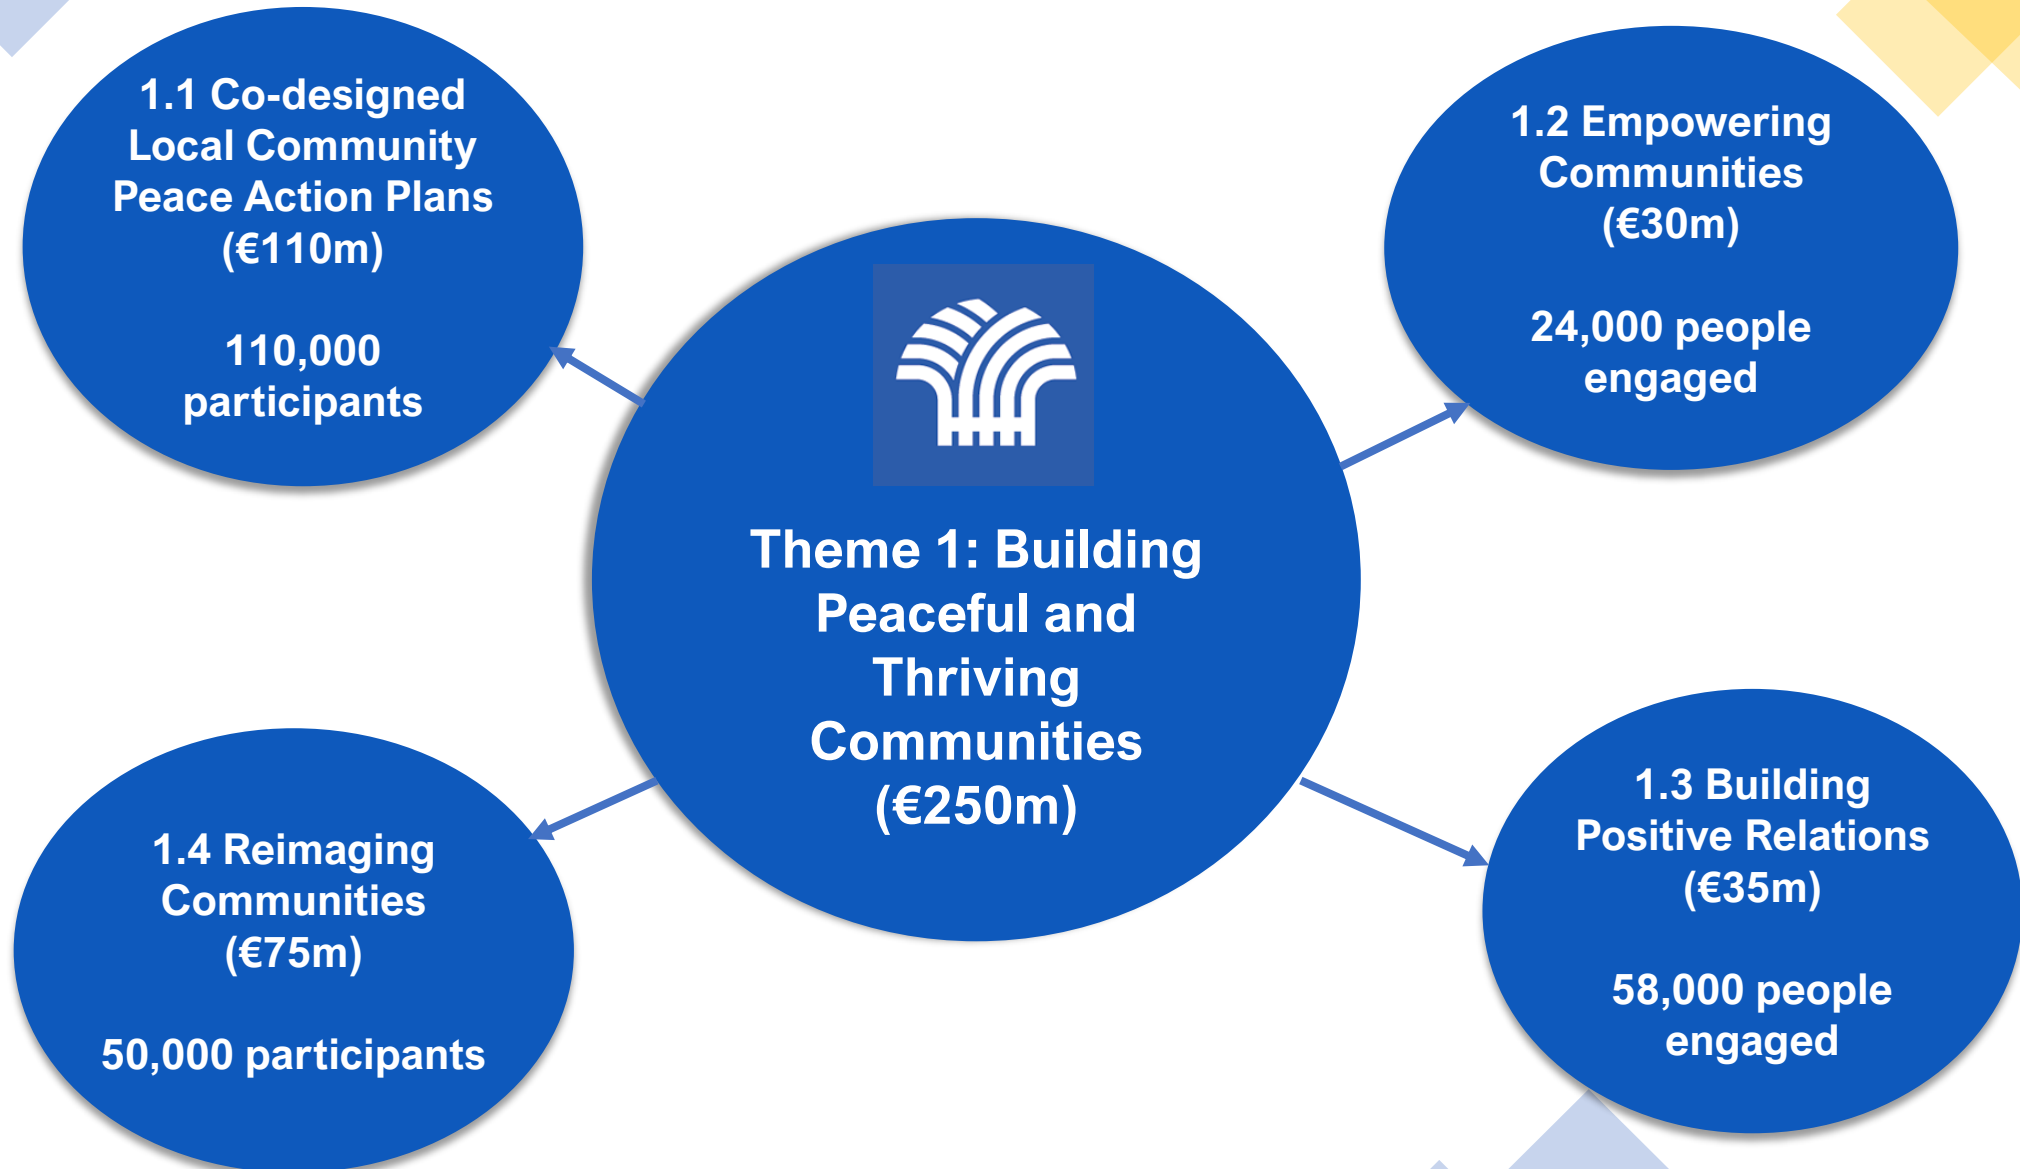 1.1 Co-designed
Local Community
Peace Action Plans
(€110m)
110,000
participants
1.2 Empowering
Communities
(€30m)
24,000 people
engaged
Theme 1: Building
Peaceful and
Thriving
Communities
(€250m)
1.4 Reimaging
Communities
(€75m)
50,000 participants
1.3 Building
Positive Relations
(€35m)
58,000 people
engaged